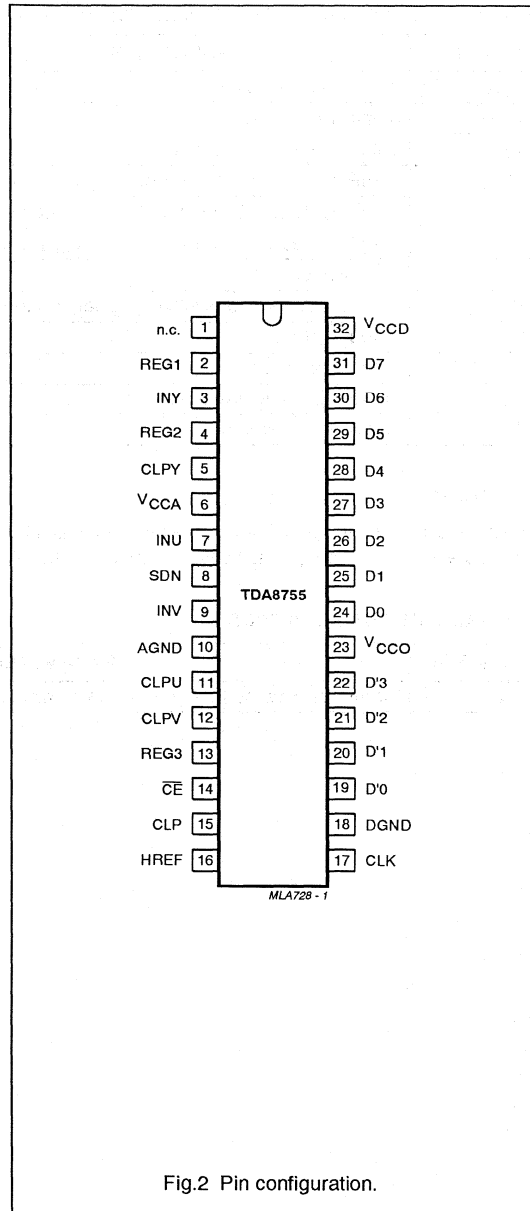 n.c. 1 32 VCCD
REG1 2 31 D7
INY 3 30 D6
REG2 4 29 D5
CLPY 5 28 D4
VCCA 6 27 D3
INU 7 26 D2
SDN 8 25 D1
TDA8755
INV 9 24 D0
AGND 10 23 VCCO
CLPU 11 22 D'3
CLPV 12 21 D'2
REG3 13 20 D'1
C̅E̅ 14 19 D'0
CLP 15 18 DGND
HREF 16 17 CLK
MLA728 - 1
Fig.2 Pin configuration.